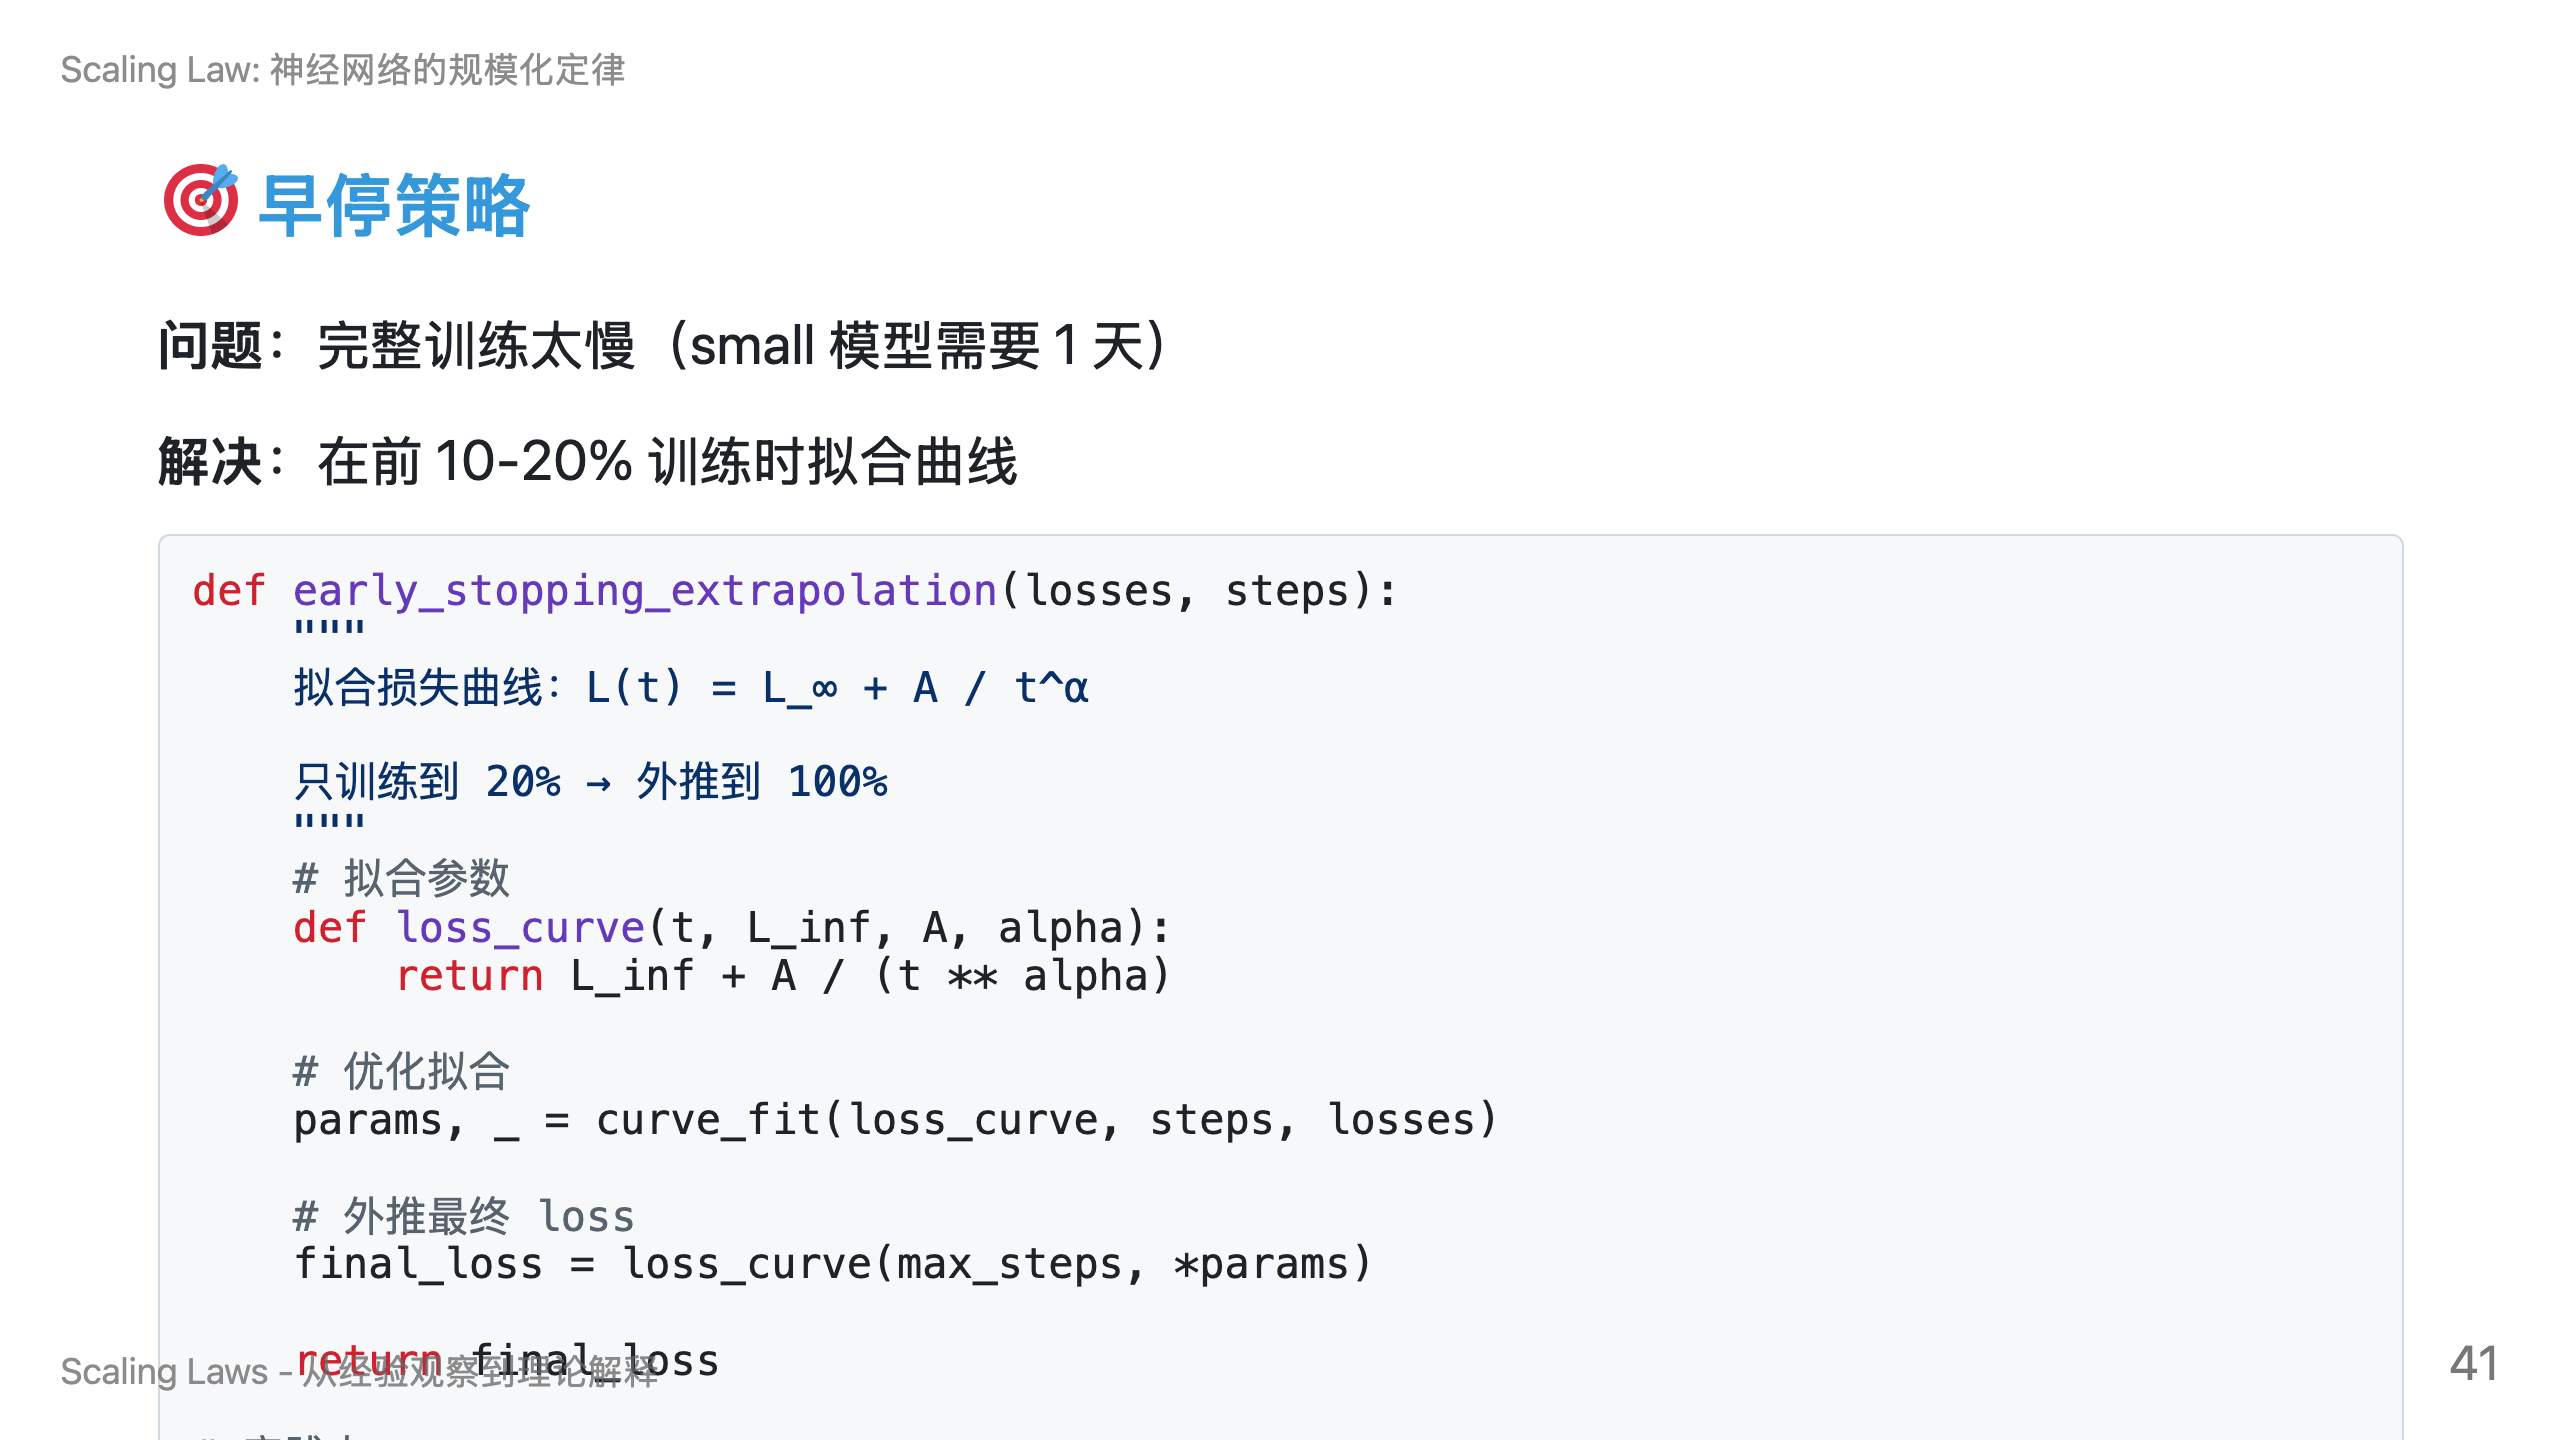 Scaling Law: 神经网络的规模化定律
🎯 早停策略
问题：完整训练太慢（small 模型需要 1 天）
解决：在前 10-20% 训练时拟合曲线
def early_stopping_extrapolation(losses, steps):
    """
    拟合损失曲线：L(t) = L_∞ + A / t^α
    只训练到 20% → 外推到 100%
    """
    # 拟合参数
    def loss_curve(t, L_inf, A, alpha):
        return L_inf + A / (t ** alpha)
    # 优化拟合
    params, _ = curve_fit(loss_curve, steps, losses)
    # 外推最终 loss
    final_loss = loss_curve(max_steps, *params)
    return final_loss
Scaling Laws - 从经验观察到理论解释
41